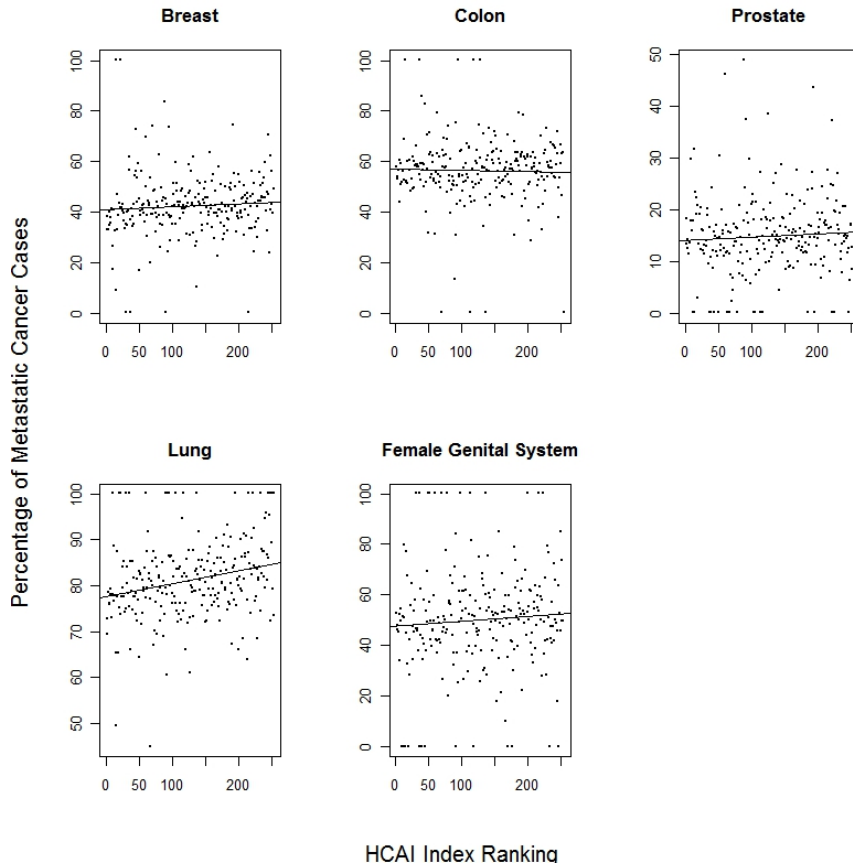 Breast
Colon
Prostate
100
80
60
40
20
0
0 50 100 200
100
80
60
40
20
0
0 50 100 200
50
40
30
20
10
0
0 50 100 200
Percentage of Metastatic Cancer Cases
Lung
Female Genital System
100
90
80
70
60
50
0 50 100 200
100
80
60
40
20
0
0 50 100 200
HCAI Index Ranking